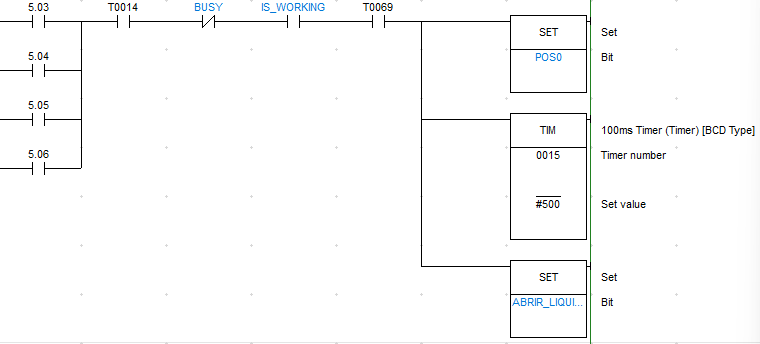 5.03 T0014 BUSY IS_WORKING T0069
SET Set
5.04
POS0 Bit
5.05
TIM 100ms Timer (Timer) [BCD Type]
5.06
0015 Timer number
#500 Set value
SET Set
ABRIR_LIQUI... Bit